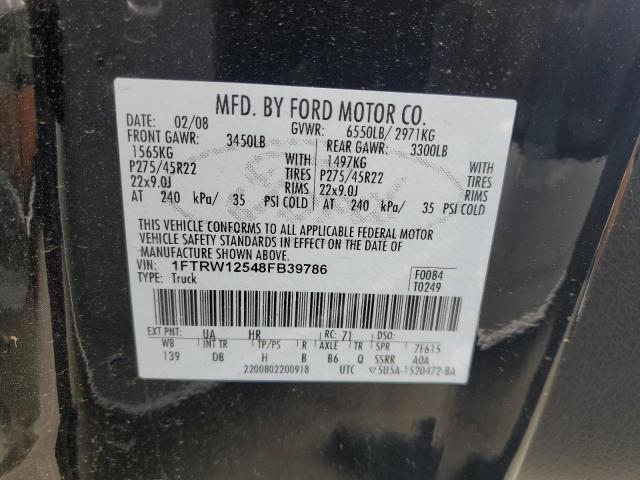 MFD. BY FORD MOTOR CO.
DATE: 02/08 GVWR: 6550LB/ 2971KG
FRONT GAWR: 3450LB REAR GAWR: 3300LB
1565KG WITH 1497KG WITH
P275/45R22 TIRES P275/45R22 TIRES
22x9.0J RIMS 22x9.0J RIMS
AT 240 kPa/ 35 PSI COLD AT 240 kPa/ 35 PSI COLD
THIS VEHICLE CONFORMS TO ALL APPLICABLE FEDERAL MOTOR
VEHICLE SAFETY STANDARDS IN EFFECT ON THE DATE OF
MANUFACTURE SHOWN ABOVE.
VIN: 1FTRW12548FB39786 F0084
TYPE: Truck T0249
EXT PNT: UA HR RC: 71 DSO:
WB INT TR TP/PS R AXLE TR SPR 7F615
139 DB H B B6 Q SSRR A0A
2200802200918 UTC ▽5U5A-1520472-BA